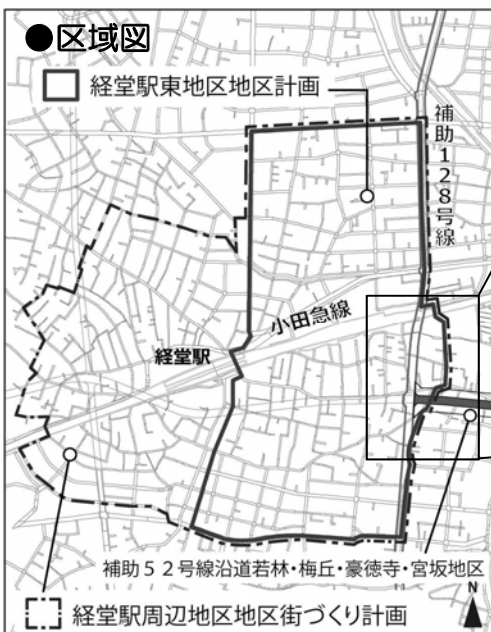 ●区域図
経堂駅東地区地区計画
補助128号線
小田急線
経堂駅
補助52号線沿道若林・梅丘・豪徳寺・宮坂地区
N
経堂駅周辺地区地区街づくり計画